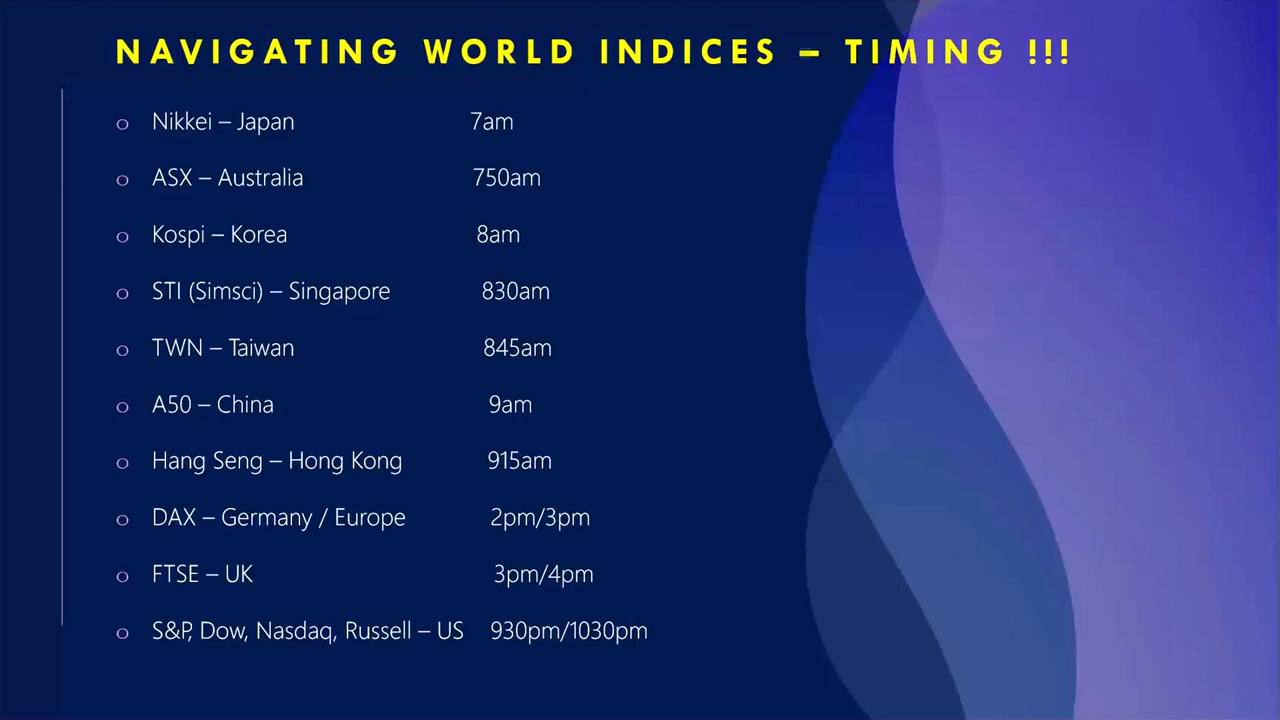 NAVIGATING WORLD INDICES – TIMING !!!
o Nikkei – Japan 7am
o ASX – Australia 750am
o Kospi – Korea 8am
o STI (Simsci) – Singapore 830am
o TWN – Taiwan 845am
o A50 – China 9am
o Hang Seng – Hong Kong 915am
o DAX – Germany / Europe 2pm/3pm
o FTSE – UK 3pm/4pm
o S&P, Dow, Nasdaq, Russell – US 930pm/1030pm